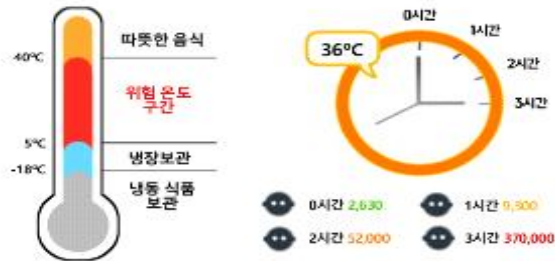 따뜻한 음식
40℃
위험 온도
구간
5℃
냉장보관
-18℃
냉동 식품
보관
36℃
0시간
1시간
2시간
3시간
0시간 2,630
1시간 9,300
2시간 52,000
3시간 370,000